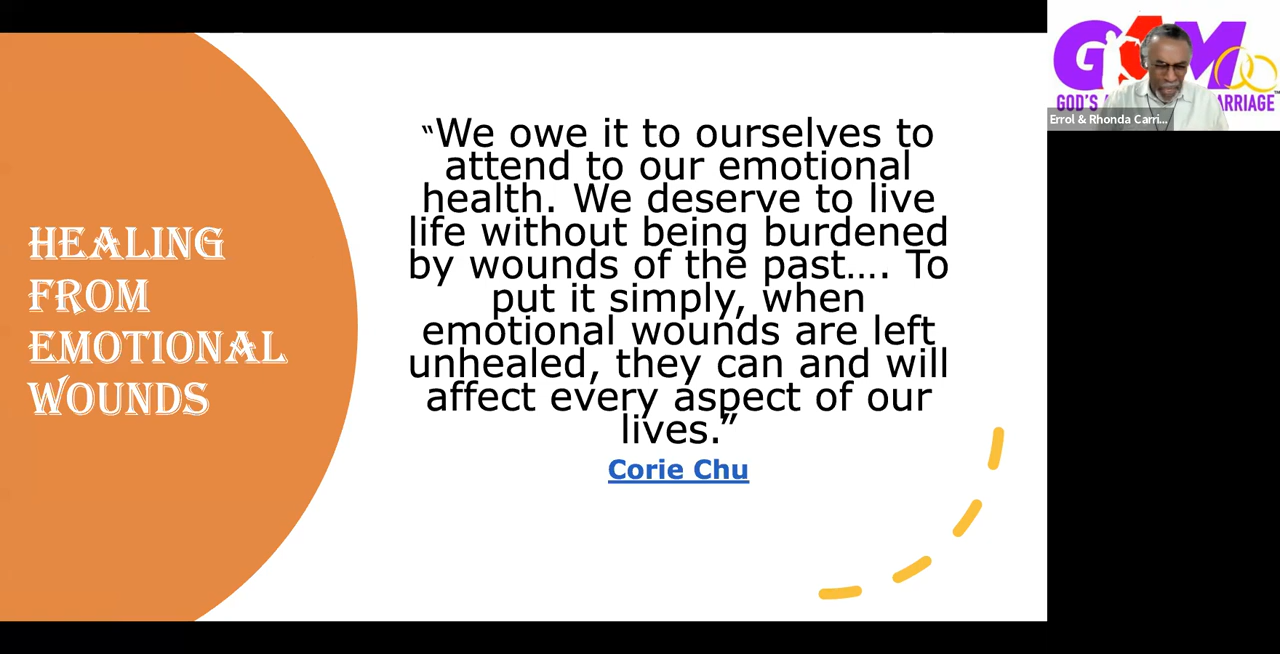 HEALING
FROM
EMOTIONAL
WOUNDS
“We owe it to ourselves to
attend to our emotional
health. We deserve to live
life without being burdened
by wounds of the past…. To
put it simply, when
emotional wounds are left
unhealed, they can and will
affect every aspect of our
lives.”
Corie Chu
GAM
GOD'S
Errol & Rhonda Carri...